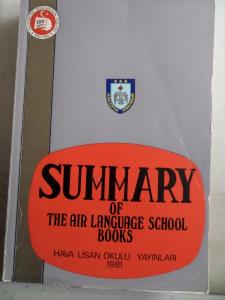 SUMMARY
OF
THE AIR LANGUAGE SCHOOL
BOOKS
HAVA LİSAN OKULU YAYINLARI
1981